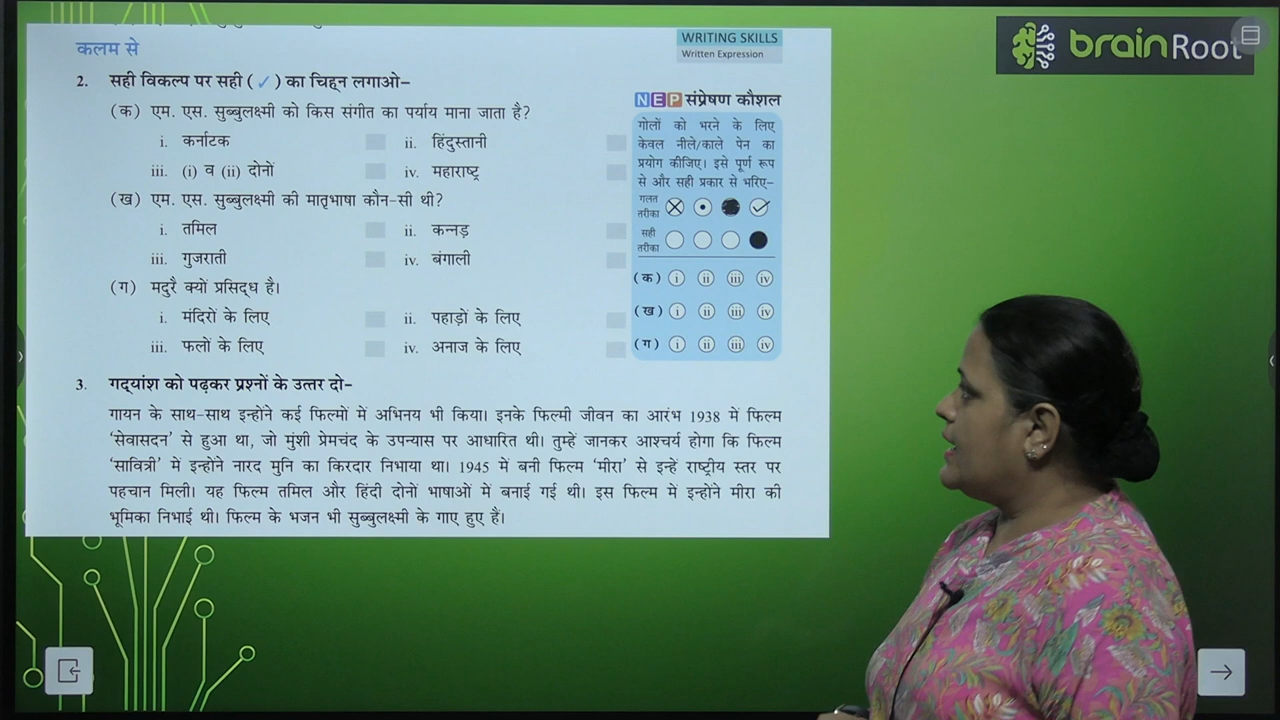 कलम से
WRITING SKILLS
Written Expression
brainRoot
2. सही विकल्प पर सही ( ✓ ) का चिह्न लगाओ–
(क) एम. एस. सुब्बुलक्ष्मी को किस संगीत का पर्याय माना जाता है?
i. कर्नाटक ii. हिंदुस्तानी
iii. (i) व (ii) दोनों iv. महाराष्ट्र
(ख) एम. एस. सुब्बुलक्ष्मी की मातृभाषा कौन-सी थी?
i. तमिल ii. कन्नड़
iii. गुजराती iv. बंगाली
(ग) मदुरै क्यों प्रसिद्ध है।
i. मंदिरों के लिए ii. पहाड़ों के लिए
iii. फलों के लिए iv. अनाज के लिए
NEP संप्रेषण कौशल
गोलों को भरने के लिए
केवल नीले/काले पेन का
प्रयोग कीजिए। इसे पूर्ण रूप
से और सही प्रकार से भरिए–
गलत
तरीका
सही
तरीका
(क) i ii iii iv
(ख) i ii iii iv
(ग) i ii iii iv
3. गद्यांश को पढ़कर प्रश्नों के उत्तर दो–
गायन के साथ-साथ इन्होंने कई फिल्मों में अभिनय भी किया। इनके फिल्मी जीवन का आरंभ 1938 में फिल्म
‘सेवासदन’ से हुआ था, जो मुंशी प्रेमचंद के उपन्यास पर आधारित थी। तुम्हें जानकर आश्चर्य होगा कि फिल्म
‘सावित्री’ में इन्होंने नारद मुनि का किरदार निभाया था। 1945 में बनी फिल्म ‘मीरा’ से इन्हें राष्ट्रीय स्तर पर
पहचान मिली। यह फिल्म तमिल और हिंदी दोनों भाषाओं में बनाई गई थी। इस फिल्म में इन्होंने मीरा की
भूमिका निभाई थी। फिल्म के भजन भी सुब्बुलक्ष्मी के गाए हुए हैं।